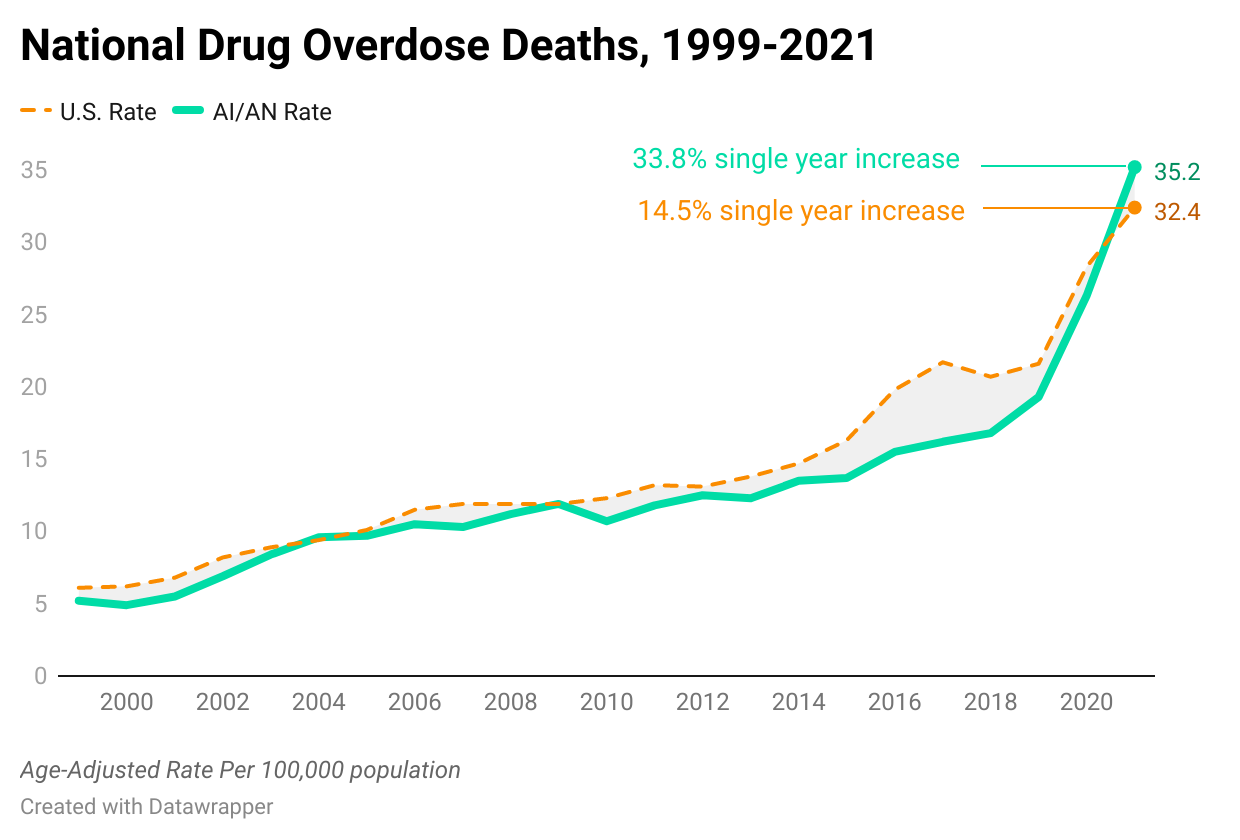 National Drug Overdose Deaths, 1999-2021
U.S. Rate AI/AN Rate
33.8% single year increase
35
35.2
14.5% single year increase
32.4
30
25
20
15
10
5
0
2000 2002 2004 2006 2008 2010 2012 2014 2016 2018 2020
Age-Adjusted Rate Per 100,000 population
Created with Datawrapper